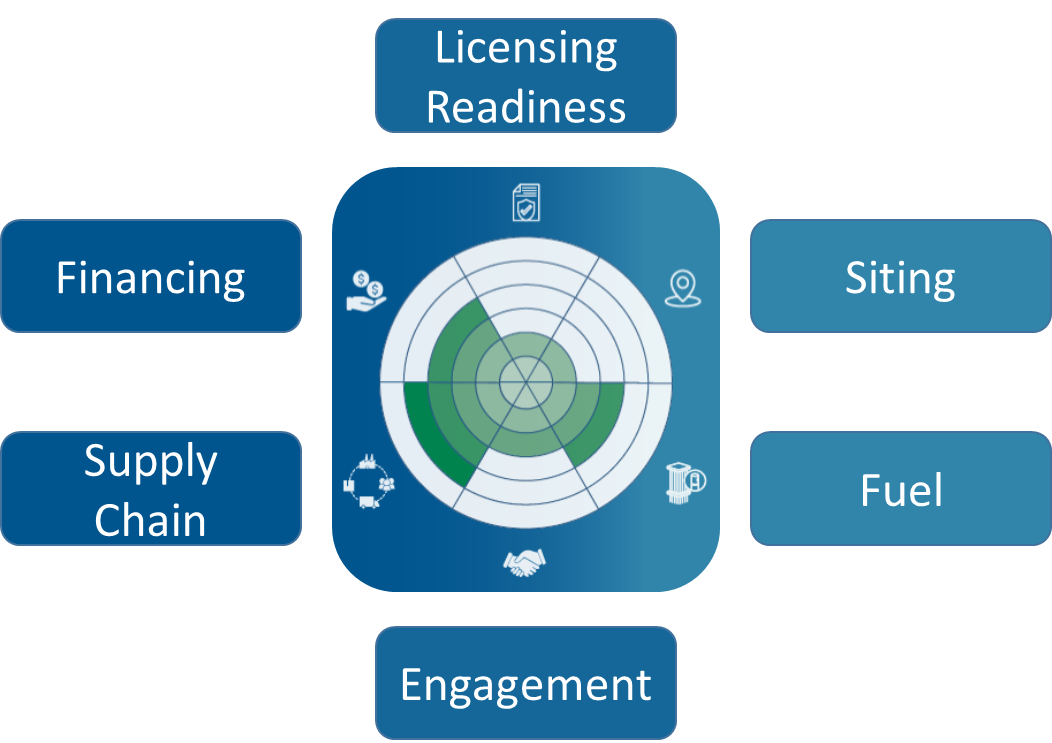 Licensing
Readiness
Financing
Siting
Supply
Chain
Fuel
Engagement